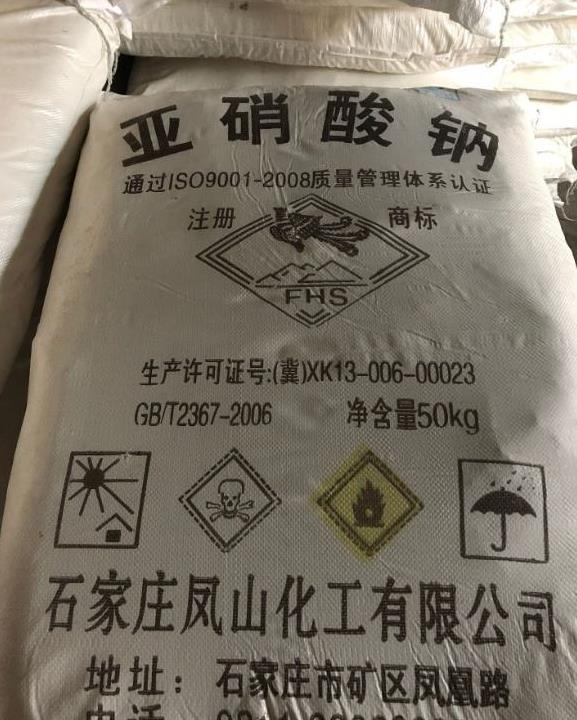 亚硝酸钠
通过ISO9001-2008质量管理体系认证
注册 商标
FHS
生产许可证号:(冀)XK13-006-00023
GB/T2367-2006 净含量50kg
石家庄凤山化工有限公司
地址：石家庄市矿区凤凰路
电话